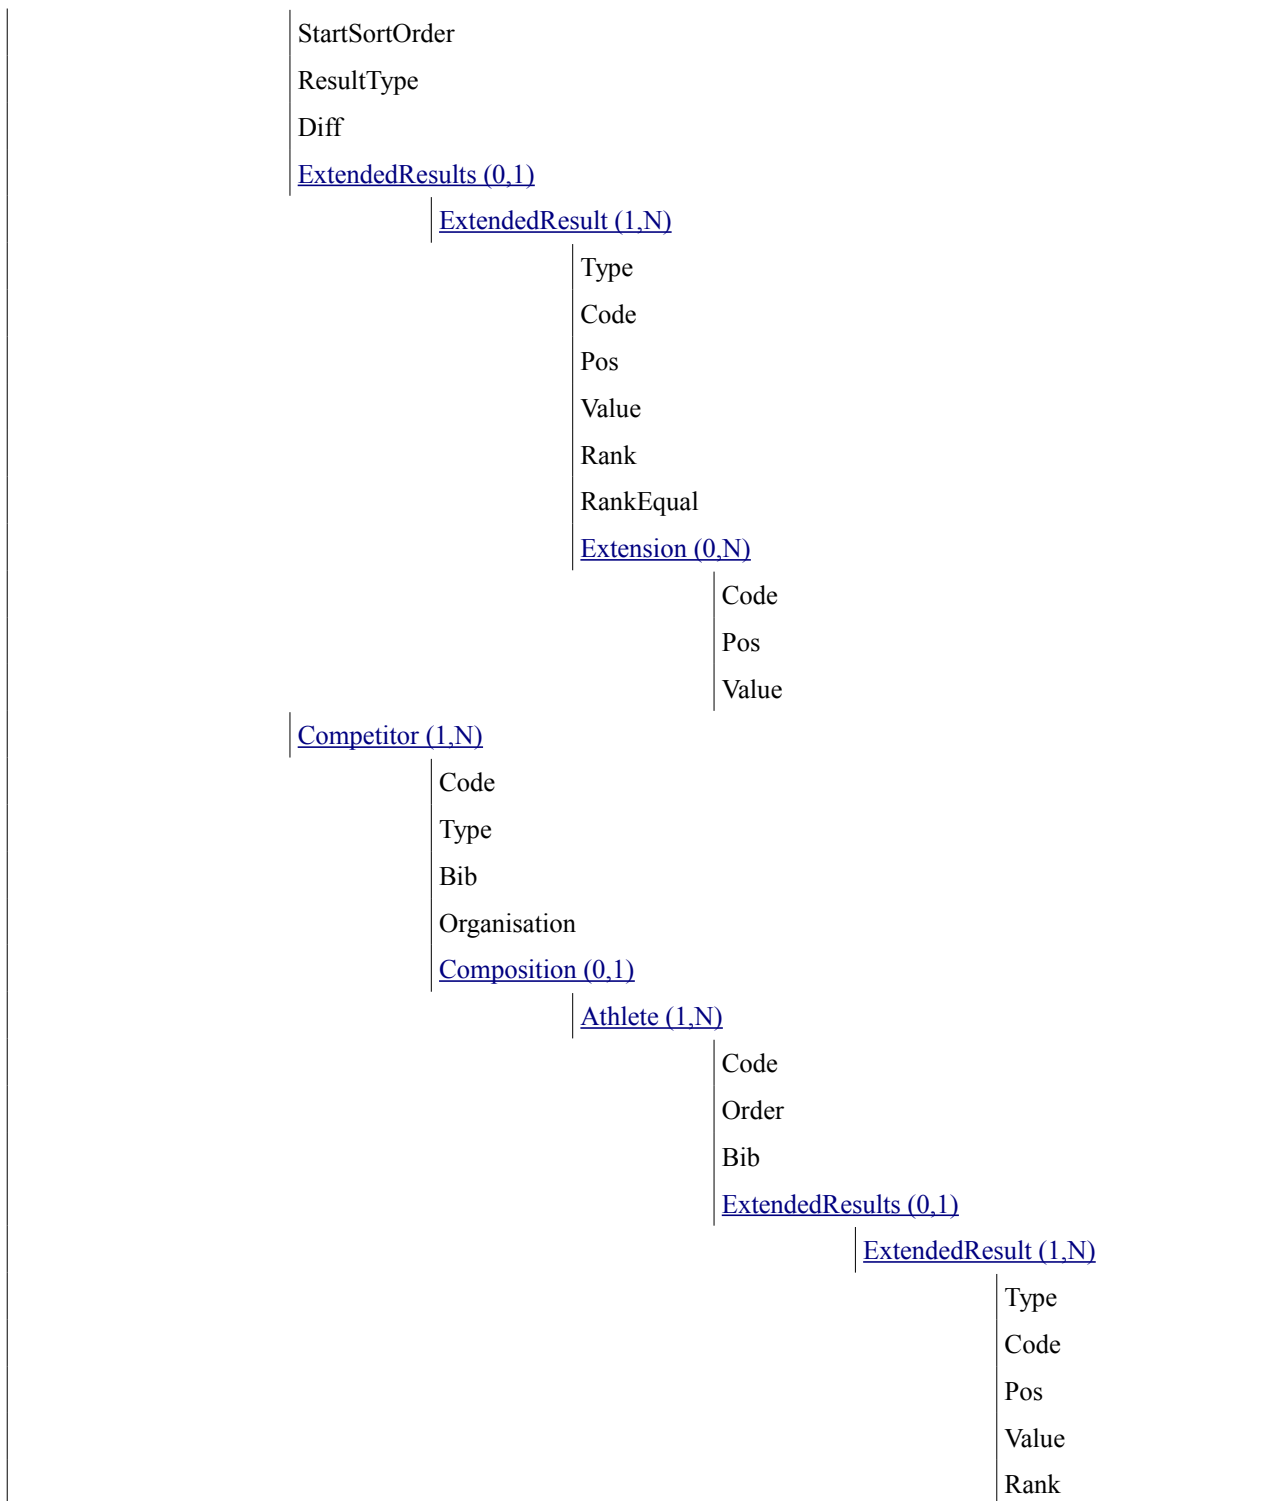 StartSortOrder
ResultType
Diff
ExtendedResults (0,1)
ExtendedResult (1,N)
Type
Code
Pos
Value
Rank
RankEqual
Extension (0,N)
Code
Pos
Value
Competitor (1,N)
Code
Type
Bib
Organisation
Composition (0,1)
Athlete (1,N)
Code
Order
Bib
ExtendedResults (0,1)
ExtendedResult (1,N)
Type
Code
Pos
Value
Rank